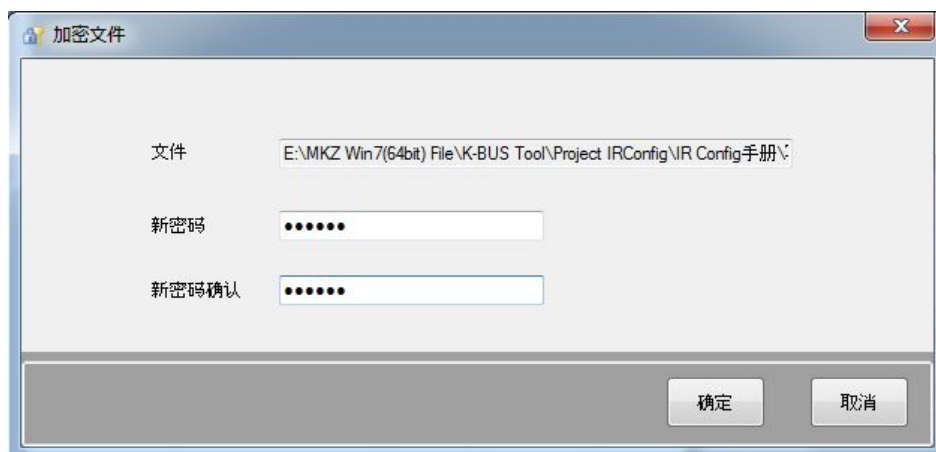 加密文件
文件 E:\MKZ Win7(64bit) File\K-BUS Tool\Project IRConfig\IR Config手册\
新密码 ●●●●●●
新密码确认 ●●●●●●
确定 取消